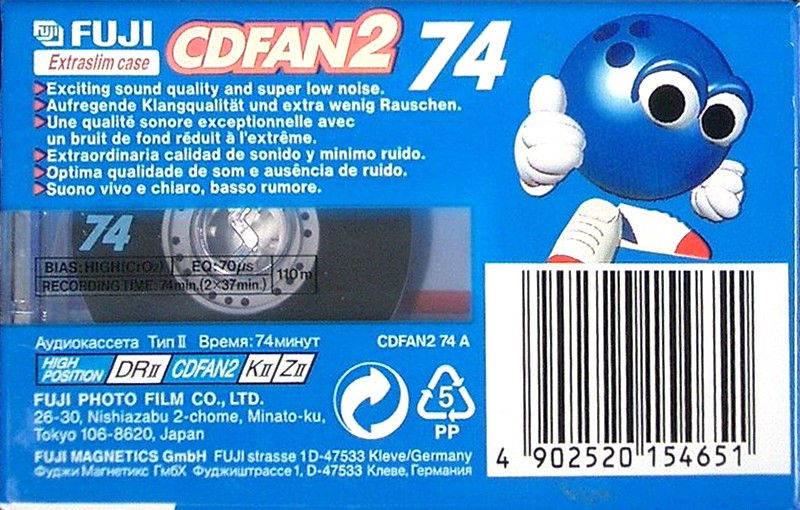 FUJI
FUJI
Extraslim case
CDFAN2 74
Exciting sound quality and super low noise.
Aufregende Klangqualität und extra wenig Rauschen.
Une qualité sonore exceptionnelle avec
un bruit de fond réduit à l'extrême.
Extraordinaria calidad de sonido y minimo ruido.
Optima qualidade de som e ausência de ruido.
Suono vivo e chiaro, basso rumore.
74
BIAS:HIGH(CrO2) EQ:70µs 110m
RECORDING TIME: 74min.(2×37min.)
Аудиокассета Тип II Время: 74минут
CDFAN2 74 A
HIGH POSITION DRII CDFAN2 KII ZII
FUJI PHOTO FILM CO., LTD.
26-30, Nishiazabu 2-chome, Minato-ku,
Tokyo 106-8620, Japan
FUJI MAGNETICS GmbH FUJI strasse 1 D-47533 Kleve/Germany
Фуджи Магнетикс ГмбХ Фуджиштрассе 1, D-47533 Клеве, Германия
5
PP
4 902520 154651